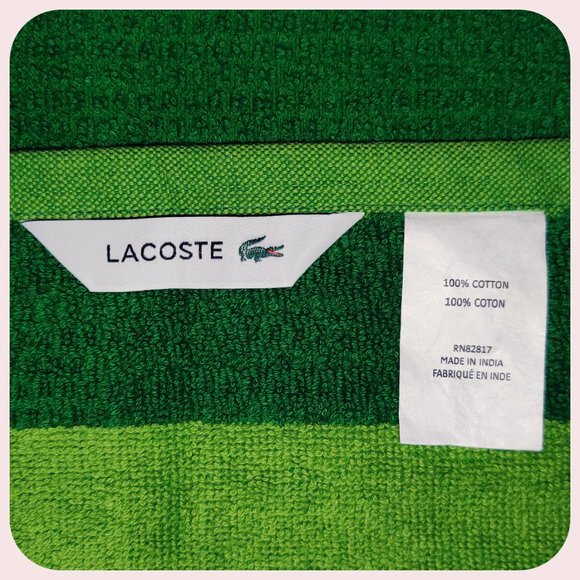 LACOSTE
100% COTTON
100% COTON
RN82817
MADE IN INDIA
FABRIQUÉ EN INDE